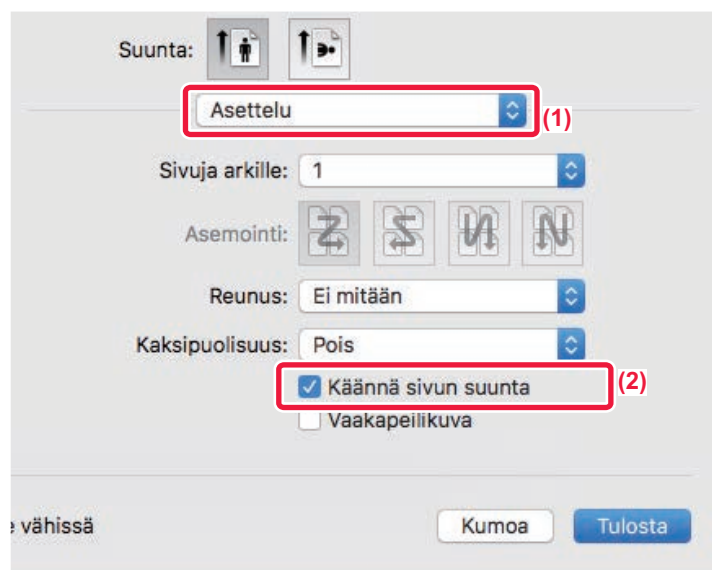 Suunta:
Asettelu
(1)
Sivuja arkille: 1
Asemointi:
Reunus: Ei mitään
Kaksipuolisuus: Pois
Käännä sivun suunta
(2)
Vaakapeilikuva
vähissä
Kumoa
Tulosta